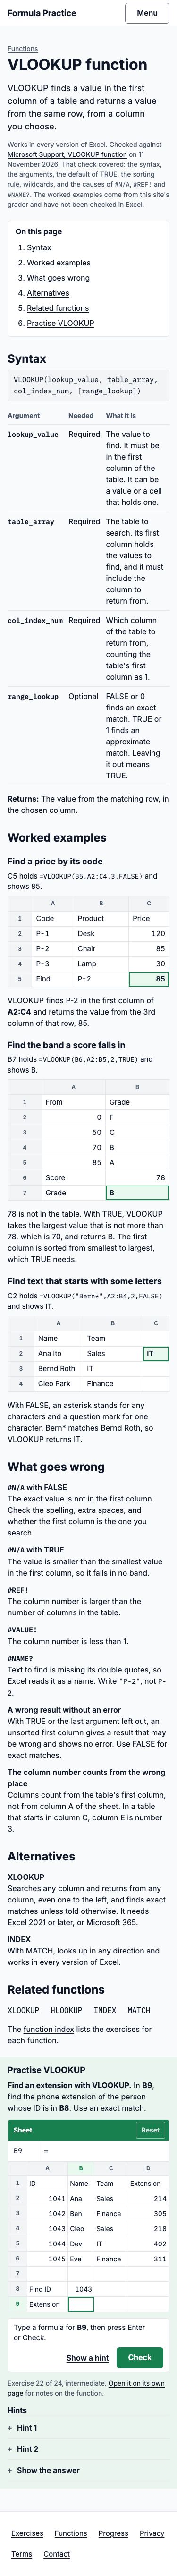 Formula Practice
Menu
Functions
VLOOKUP function
VLOOKUP finds a value in the first
column of a table and returns a value
from the same row, from a column
you choose.
Works in every version of Excel. Checked against
Microsoft Support, VLOOKUP function on 11
November 2026. That check covered: the syntax,
the arguments, the default of TRUE, the sorting
rule, wildcards, and the causes of #N/A, #REF! and
#NAME?. The worked examples come from this site's
grader and have not been checked in Excel.
On this page
1. Syntax
2. Worked examples
3. What goes wrong
4. Alternatives
5. Related functions
6. Practise VLOOKUP
Syntax
VLOOKUP(lookup_value, table_array,
col_index_num, [range_lookup])
Argument Needed What it is
lookup_value Required The value to
find. It must be
in the first
column of the
table. It can be
a value or a cell
that holds one.
table_array Required The table to
search. Its first
column holds
the values to
find, and it must
include the
column to
return from.
col_index_num Required Which column
of the table to
return from,
counting the
table's first
column as 1.
range_lookup Optional FALSE or 0
finds an exact
match. TRUE or
1 finds an
approximate
match. Leaving
it out means
TRUE.
Returns: The value from the matching row, in
the chosen column.
Worked examples
Find a price by its code
C5 holds =VLOOKUP(B5,A2:C4,3,FALSE) and
shows 85.
A B C
1 Code Product Price
2 P-1 Desk 120
3 P-2 Chair 85
4 P-3 Lamp 30
5 Find P-2 85
VLOOKUP finds P-2 in the first column of
A2:C4 and returns the value from the 3rd
column of that row, 85.
Find the band a score falls in
B7 holds =VLOOKUP(B6,A2:B5,2,TRUE) and
shows B.
A B
1 From Grade
2 0 F
3 50 C
4 70 B
5 85 A
6 Score 78
7 Grade B
78 is not in the table. With TRUE, VLOOKUP
takes the largest value that is not more than
78, which is 70, and returns B. The first
column is sorted from smallest to largest,
which TRUE needs.
Find text that starts with some letters
C2 holds =VLOOKUP("Bern*",A2:B4,2,FALSE)
and shows IT.
A B C
1 Name Team
2 Ana Ito Sales IT
3 Bernd Roth IT
4 Cleo Park Finance
With FALSE, an asterisk stands for any
characters and a question mark for one
character. Bern* matches Bernd Roth, so
VLOOKUP returns IT.
What goes wrong
#N/A with FALSE
The exact value is not in the first column.
Check the spelling, extra spaces, and
whether the first column is the one you
search.
#N/A with TRUE
The value is smaller than the smallest value
in the first column, so it falls in no band.
#REF!
The column number is larger than the
number of columns in the table.
#VALUE!
The column number is less than 1.
#NAME?
Text to find is missing its double quotes, so
Excel reads it as a name. Write "P-2", not P-
2.
A wrong result without an error
With TRUE or the last argument left out, an
unsorted first column gives a result that may
be wrong and shows no error. Use FALSE for
exact matches.
The column number counts from the wrong
place
Columns count from the table's first column,
not from column A of the sheet. In a table
that starts in column C, column E is number
3.
Alternatives
XLOOKUP
Searches any column and returns from any
column, even one to the left, and finds exact
matches unless told otherwise. It needs
Excel 2021 or later, or Microsoft 365.
INDEX
With MATCH, looks up in any direction and
works in every version of Excel.
Related functions
XLOOKUP HLOOKUP INDEX MATCH
The function index lists the exercises for
each function.
Practise VLOOKUP
Find an extension with VLOOKUP. In B9,
find the phone extension of the person
whose ID is in B8. Use an exact match.
Sheet Reset
B9 =
A B C D
1 ID Name Team Extension
2 1041 Ana Sales 214
3 1042 Ben Finance 305
4 1043 Cleo Sales 218
5 1044 Dev IT 402
6 1045 Eve Finance 311
7
8 Find ID 1043
9 Extension
Type a formula for B9, then press Enter
or Check.
Show a hint Check
Exercise 22 of 24, intermediate. Open it on its own
page for notes on the function.
Hints
+ Hint 1
+ Hint 2
+ Show the answer
Exercises Functions Progress Privacy
Terms Contact